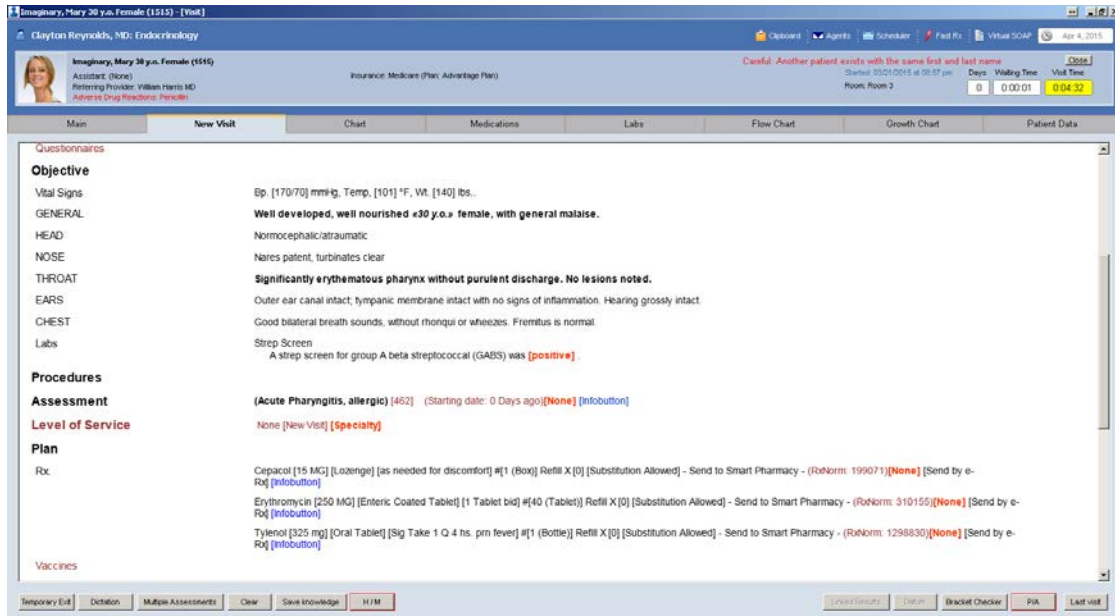 Imaginary, Mary 30 y.o. Female (1515) - [Visit]
Clayton Reynolds, MD: Endocrinology
Clipboard Agents Scheduler Fast Rx Virtual SOAP Apr 4, 2015
Imaginary, Mary 30 y.o. Female (1515)
Assistant: (None)
Referring Provider: William Harris MD
Adverse Drug Reactions: Penicillin
Insurance: Medicare (Plan: Advantage Plan)
Careful: Another patient exists with the same first and last name
Close
Started: 03/21/2015 at 08:57 pm
Room: Room 3
Days Waiting Time Visit Time
0 0:00:01 0:04:32
Main New Visit Chart Medications Labs Flow Chart Growth Chart Patient Data
Questionnaires
Objective
Vital Signs Bp. [170/70] mmHg, Temp, [101] °F, Wt. [140] lbs..
GENERAL Well developed, well nourished «30 y.o.» female, with general malaise.
HEAD Normocephalic/atraumatic
NOSE Nares patent, turbinates clear
THROAT Significantly erythematous pharynx without purulent discharge. No lesions noted.
EARS Outer ear canal intact; tympanic membrane intact with no signs of inflammation. Hearing grossly intact.
CHEST Good bilateral breath sounds, without rhonqui or wheezes. Fremitus is normal.
Labs Strep Screen
A strep screen for group A beta streptococcal (GABS) was [positive] .
Procedures
Assessment (Acute Pharyngitis, allergic) [462] (Starting date: 0 Days ago)[None] [Infobutton]
Level of Service None [New Visit] [Specialty]
Plan
Rx. Cepacol [15 MG] [Lozenge] [as needed for discomfort] #[1 (Box)] Refill X [0] [Substitution Allowed] - Send to Smart Pharmacy - (RxNorm: 199071)[None] [Send by e-
Rx] [Infobutton]
Erythromycin [250 MG] [Enteric Coated Tablet] [1 Tablet bid] #[40 (Tablet)] Refill X [0] [Substitution Allowed] - Send to Smart Pharmacy - (RxNorm: 310155)[None] [Send by e-
Rx] [Infobutton]
Tylenol [325 mg] [Oral Tablet] [Sig Take 1 Q 4 hs. prn fever] #[1 (Bottle)] Refill X [0] [Substitution Allowed] - Send to Smart Pharmacy - (RxNorm: 1298830)[None] [Send by e-
Rx] [Infobutton]
Vaccines
Temporary Exit Dictation Multiple Assessments Clear Save knowledge H / M Linked Results Bracket Checker P/A Last visit